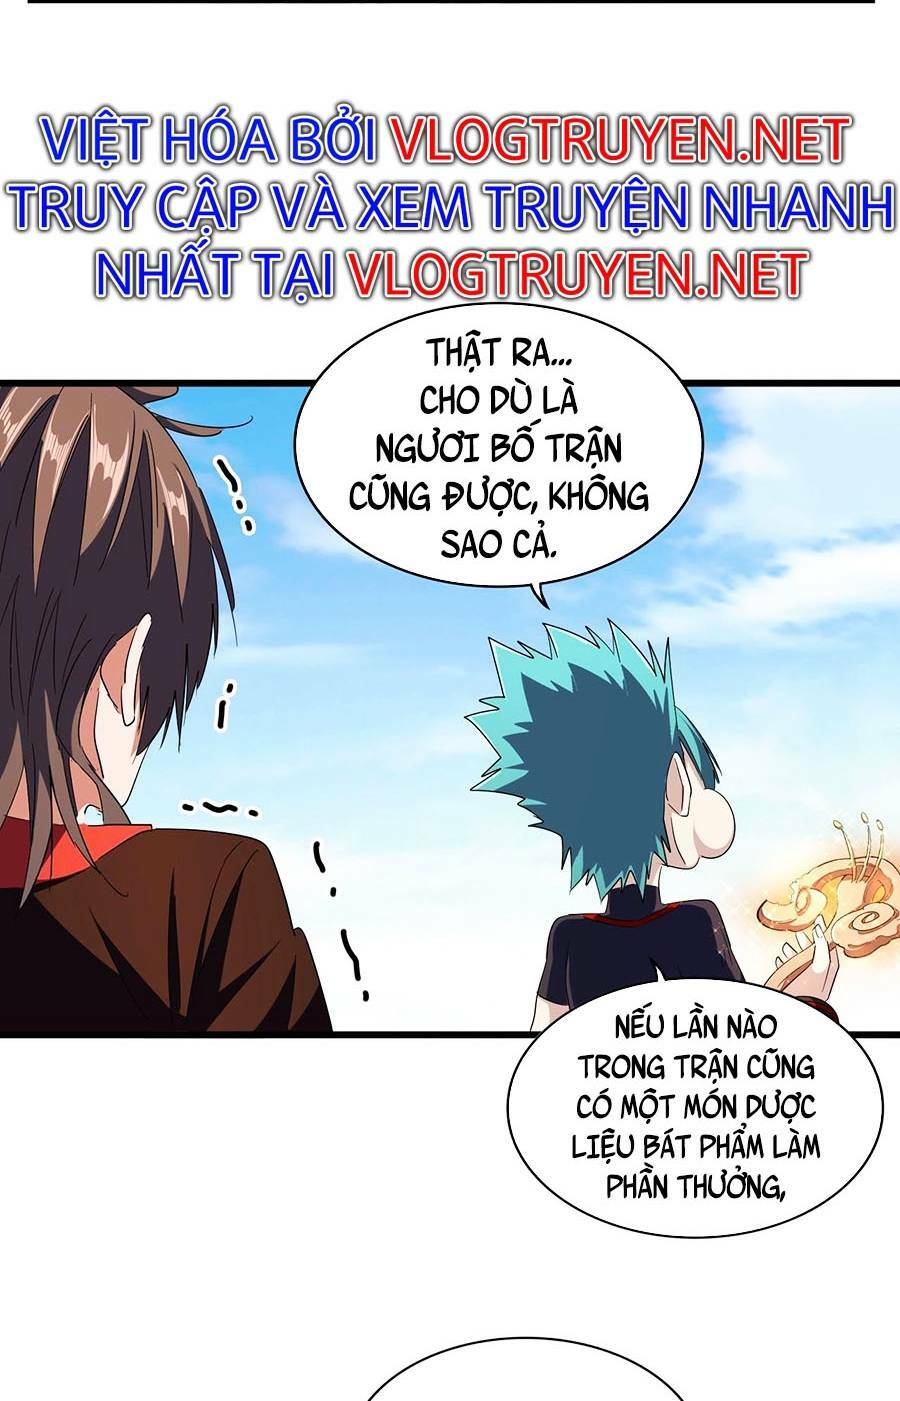 VIỆT HÓA BỞI VLOGTRUYEN.NET
TRUY CẬP VÀ XEM TRUYỆN NHANH
NHẤT TẠI VLOGTRUYEN.NET
THẬT RA...
CHO DÙ LÀ
NGƯƠI BỐ TRẬN
CŨNG ĐƯỢC, KHÔNG
SAO CẢ.
NẾU LẦN NÀO
TRONG TRẬN CŨNG
CÓ MỘT MÓN DƯỢC
LIỆU BÁT PHẨM LÀM
PHẦN THƯỞNG,